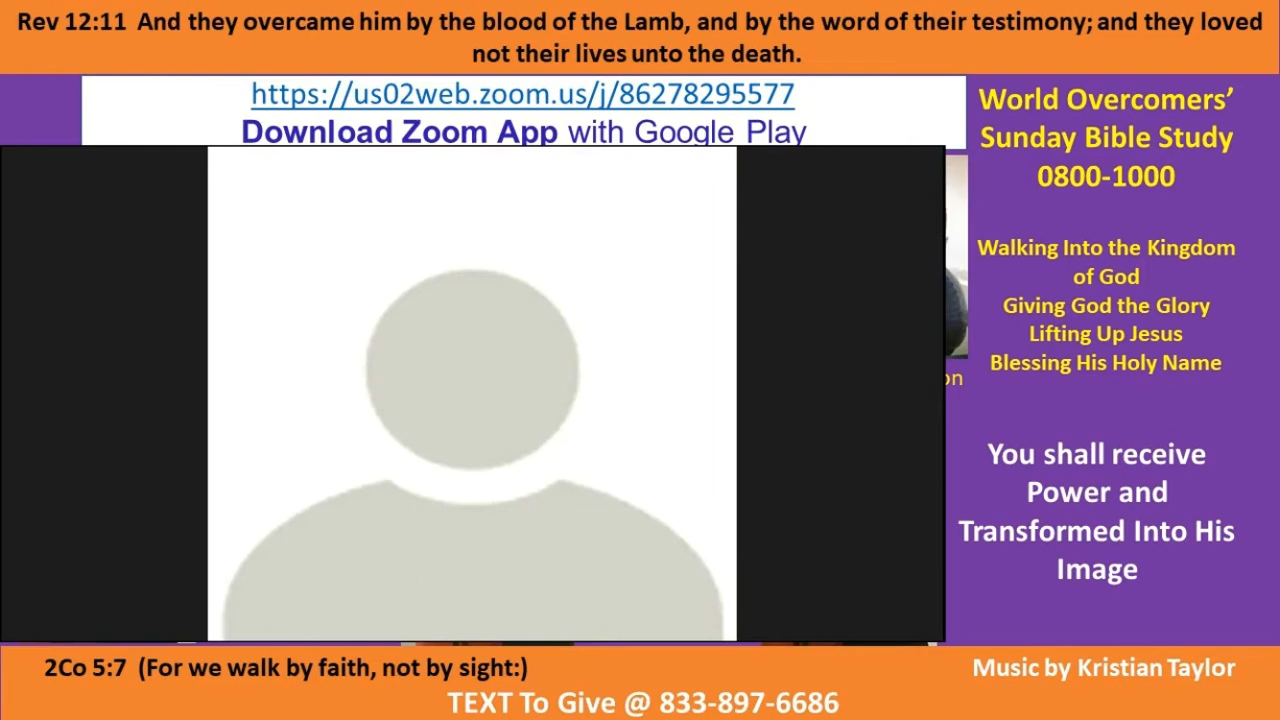 Rev 12:11  And they overcame him by the blood of the Lamb, and by the word of their testimony; and they loved
not their lives unto the death.
https://us02web.zoom.us/j/86278295577
Download Zoom App with Google Play
World Overcomers’
Sunday Bible Study
0800-1000
Walking Into the Kingdom
of God
Giving God the Glory
Lifting Up Jesus
Blessing His Holy Name
You shall receive
Power and
Transformed Into His
Image
2Co 5:7  (For we walk by faith, not by sight:)
Music by Kristian Taylor
TEXT To Give @ 833-897-6686